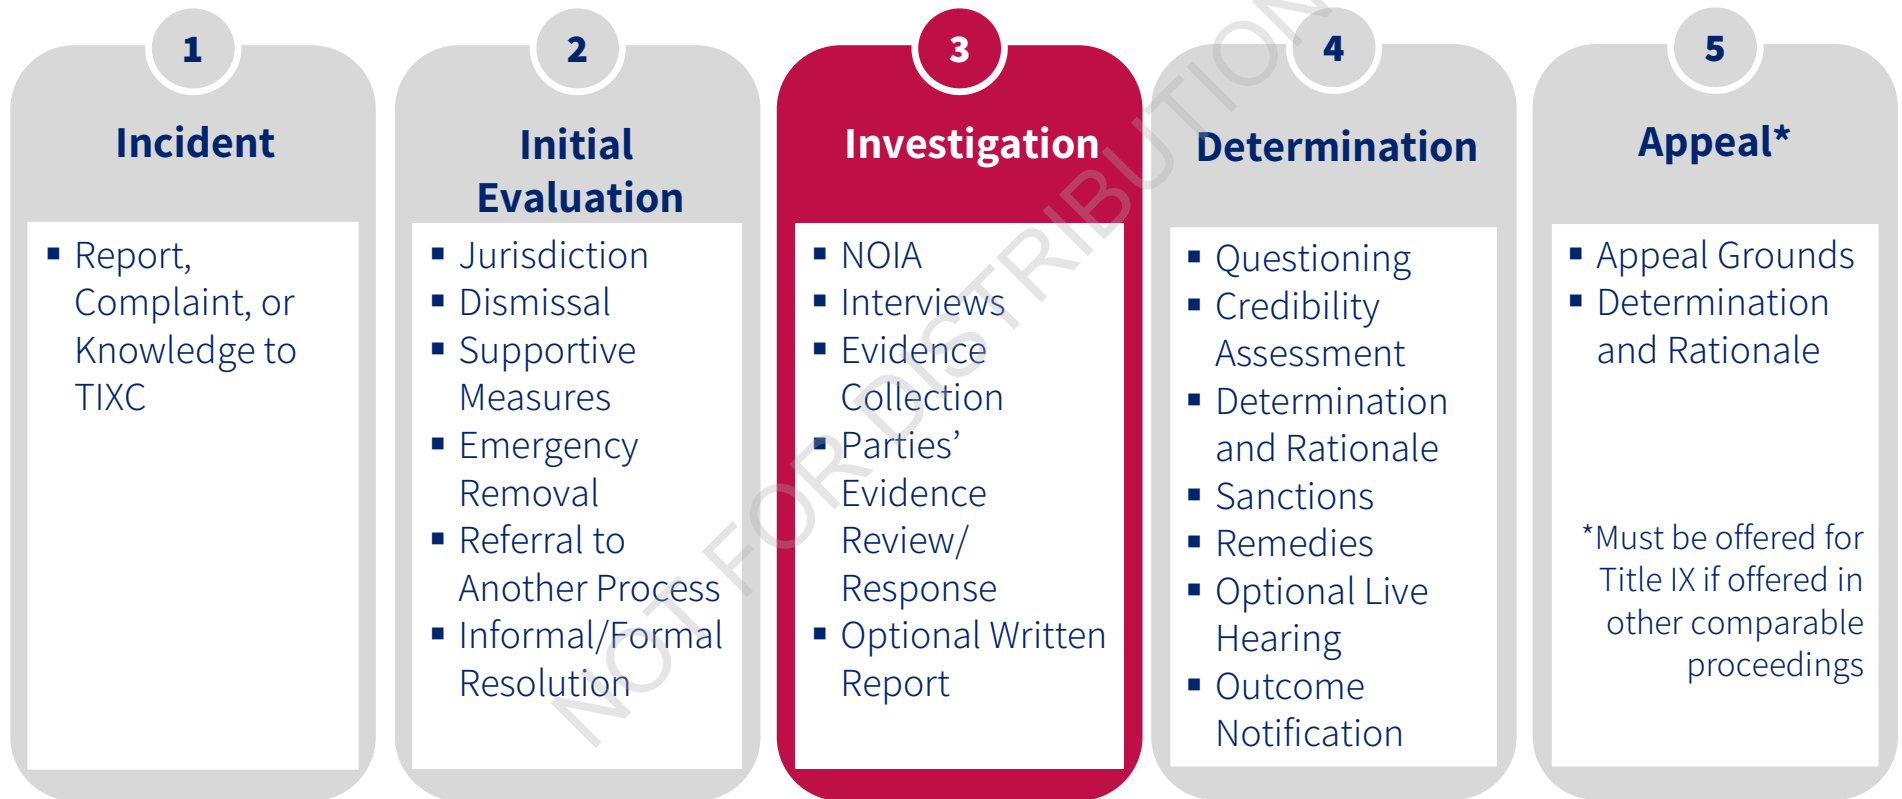 1
Incident
▪ Report,
Complaint, or
Knowledge to
TIXC
2
Initial
Evaluation
▪ Jurisdiction
▪ Dismissal
▪ Supportive
Measures
▪ Emergency
Removal
▪ Referral to
Another Process
▪ Informal/Formal
Resolution
3
Investigation
▪ NOIA
▪ Interviews
▪ Evidence
Collection
▪ Parties’
Evidence
Review/
Response
▪ Optional Written
Report
4
Determination
▪ Questioning
▪ Credibility
Assessment
▪ Determination
and Rationale
▪ Sanctions
▪ Remedies
▪ Optional Live
Hearing
▪ Outcome
Notification
5
Appeal*
▪ Appeal Grounds
▪ Determination
and Rationale
*Must be offered for
Title IX if offered in
other comparable
proceedings
NOT FOR DISTRIBUTION